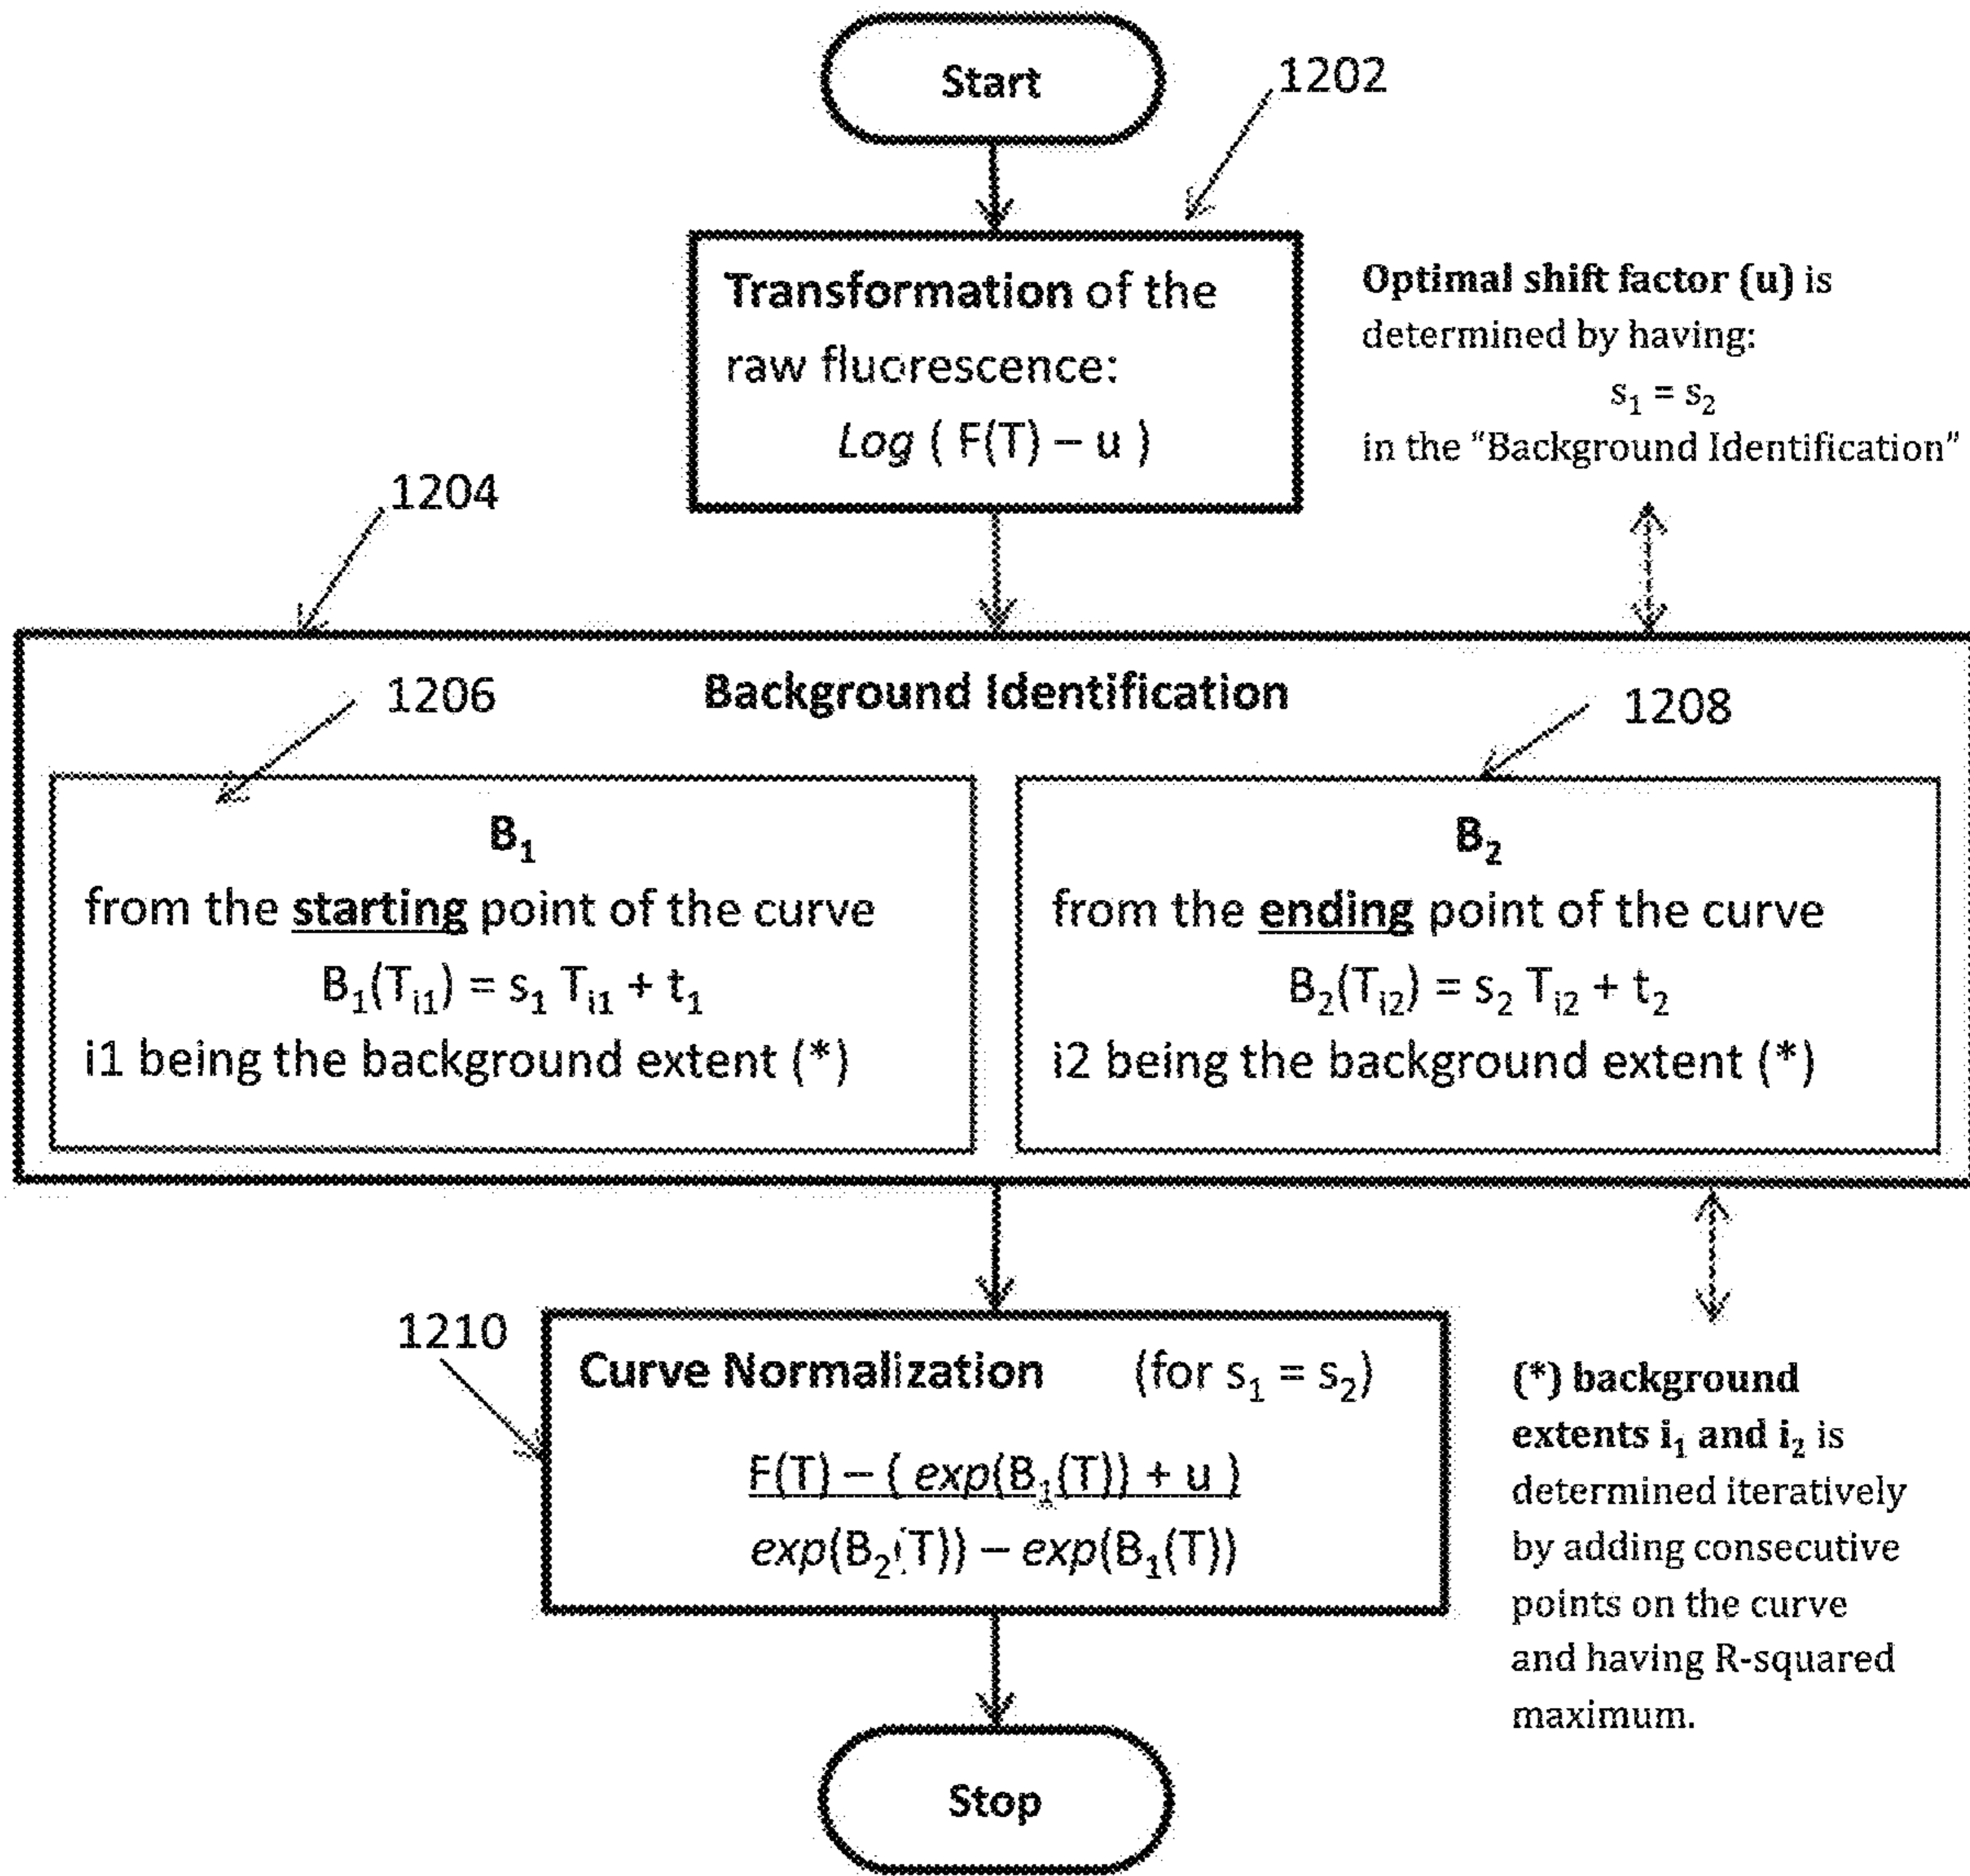 Start
1202
Transformation of the
raw fluorescence:
Log ( F(T) – u )
Optimal shift factor (u) is
determined by having:
s₁ = s₂
in the “Background Identification”
1204
Background Identification
1206
1208
B₁
from the starting point of the curve
B₁(Tᵢ₁) = s₁ Tᵢ₁ + t₁
i1 being the background extent (*)
B₂
from the ending point of the curve
B₂(Tᵢ₂) = s₂ Tᵢ₂ + t₂
i2 being the background extent (*)
1210
Curve Normalization (for s₁ = s₂)
F(T) – ( exp(B₁(T)) + u )
exp(B₂(T)) – exp(B₁(T))
(*) background
extents i₁ and i₂ is
determined iteratively
by adding consecutive
points on the curve
and having R-squared
maximum.
Stop